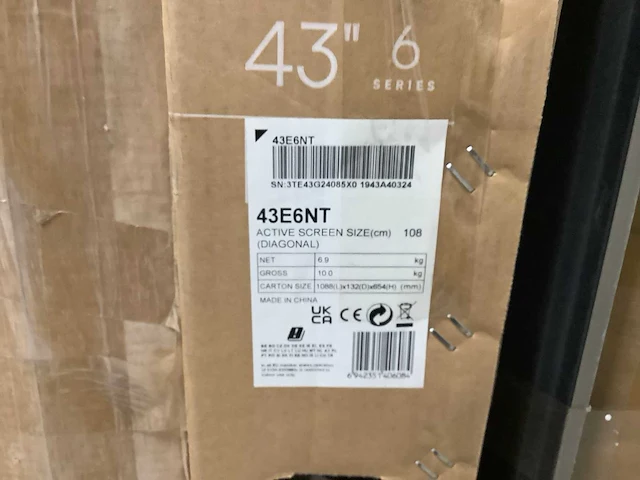 43" 6
SERIES
43E6NT
SN:3TE43G24085X0 1943A40324
43E6NT
ACTIVE SCREEN SIZE(cm) 108
(DIAGONAL)
NET 6.9 kg
GROSS 10.0 kg
CARTON SIZE 1088(L)x132(D)x654(H) (mm)
MADE IN CHINA
UK
CA CE